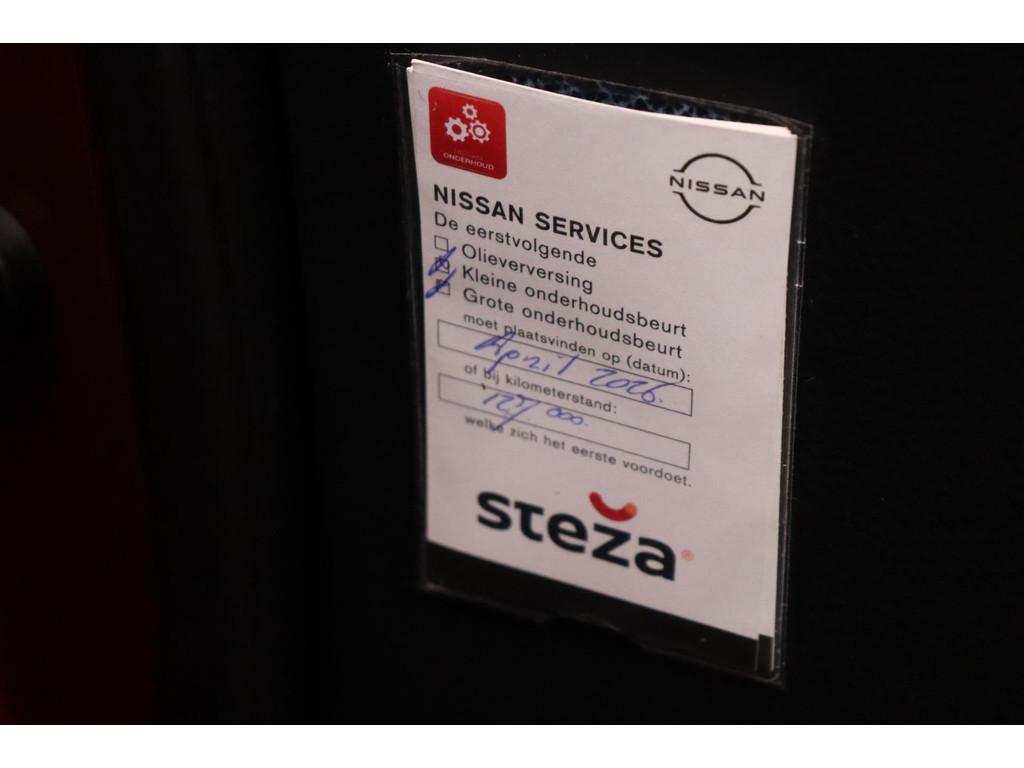 ONDERHOUD
NISSAN
NISSAN SERVICES
De eerstvolgende
Olieverversing
Kleine onderhoudsbeurt
Grote onderhoudsbeurt
moet plaatsvinden op (datum):
April 2026.
of bij kilometerstand:
127.000.
welke zich het eerste voordoet.
steža®